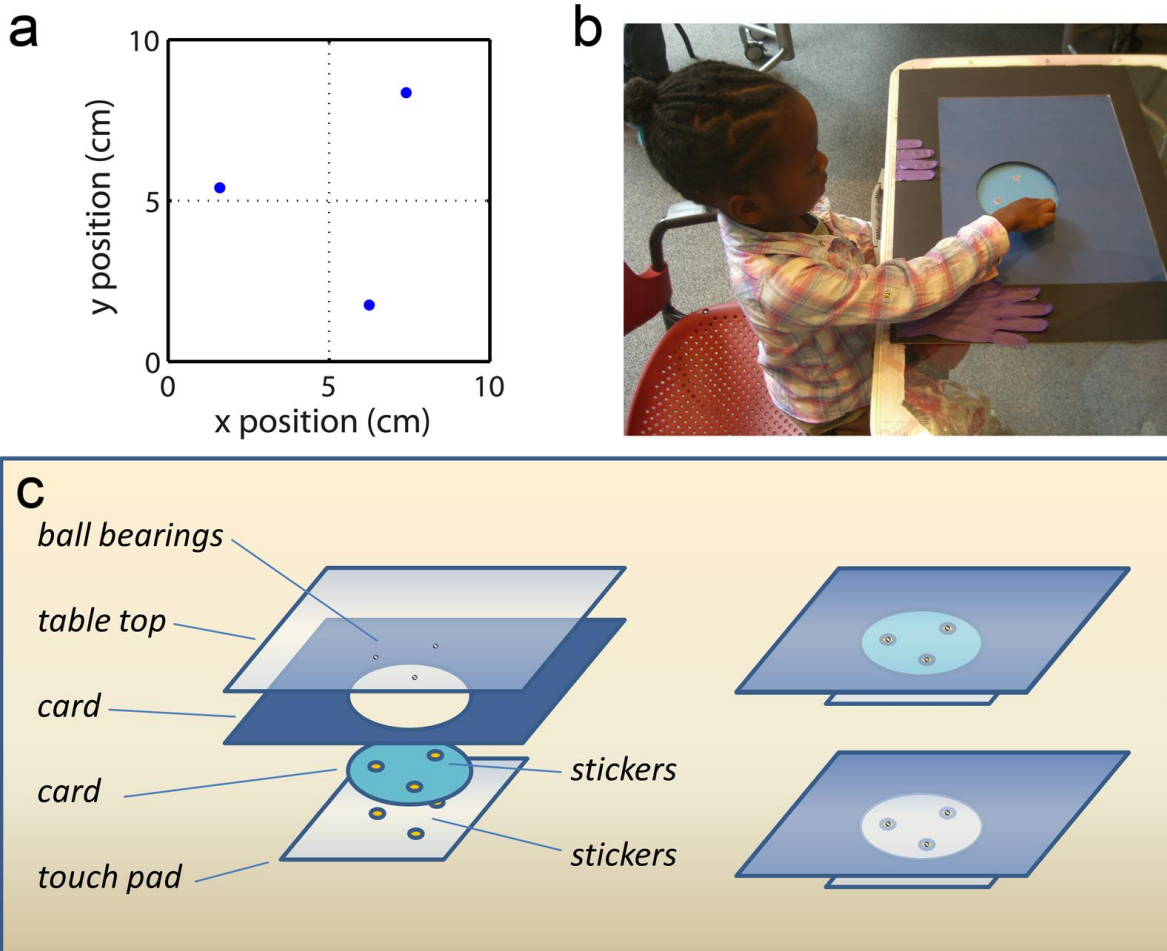 a
10
5
0
y position (cm)
0
5
10
x position (cm)
b
c
ball bearings
table top
card
card
stickers
stickers
touch pad